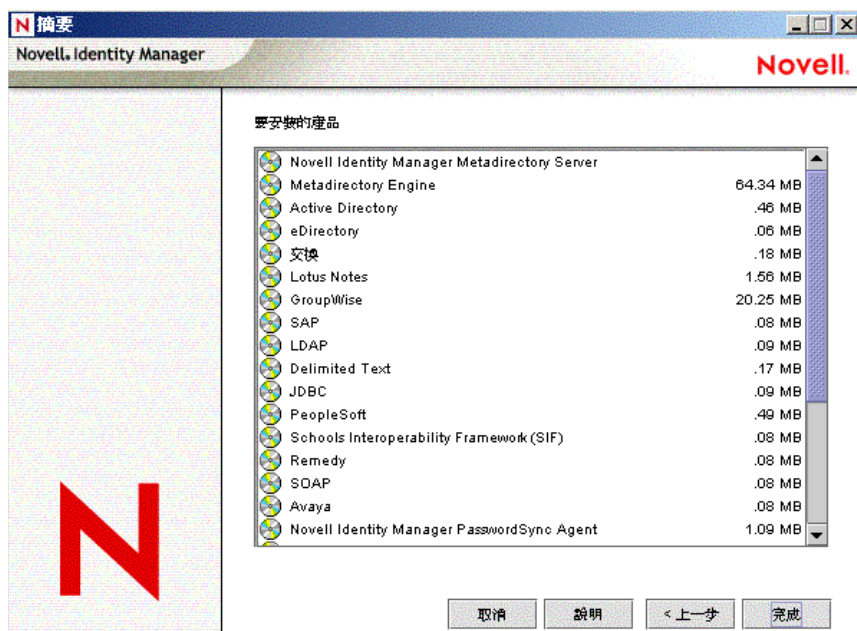 N 摘要
Novell® Identity Manager
Novell®
要安裝的產品
Novell Identity Manager Metadirectory Server
Metadirectory Engine 64.34 MB
Active Directory .46 MB
eDirectory .06 MB
交換 .18 MB
Lotus Notes 1.56 MB
GroupWise 20.25 MB
SAP .08 MB
LDAP .09 MB
Delimited Text .17 MB
JDBC .09 MB
PeopleSoft .49 MB
Schools Interoperability Framework (SIF) .08 MB
Remedy .08 MB
SOAP .08 MB
Avaya .08 MB
Novell Identity Manager PasswordSync Agent 1.09 MB
N
取消 說明 < 上一步 完成